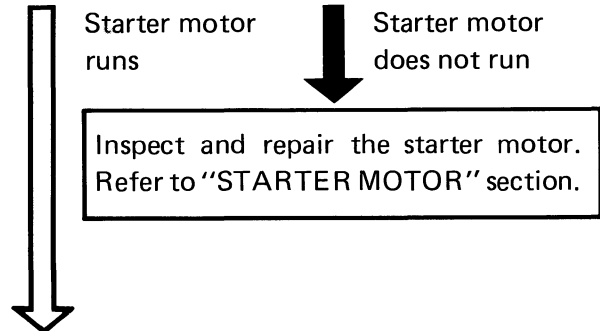 Starter motor
runs
Starter motor
does not run
Inspect and repair the starter motor.
Refer to "STARTER MOTOR" section.